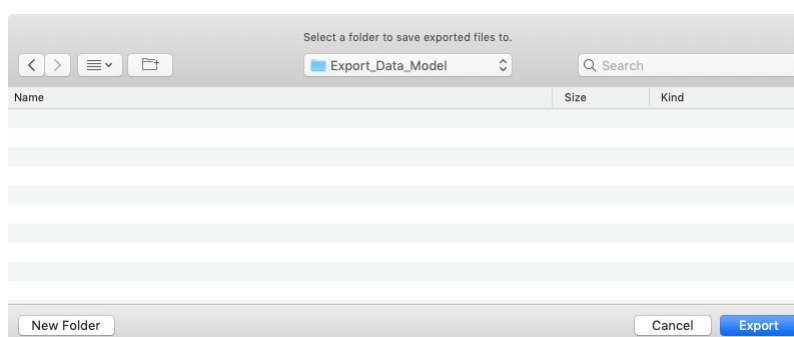 Select a folder to save exported files to.
Export_Data_Model
Search
Name Size Kind
New Folder Cancel Export